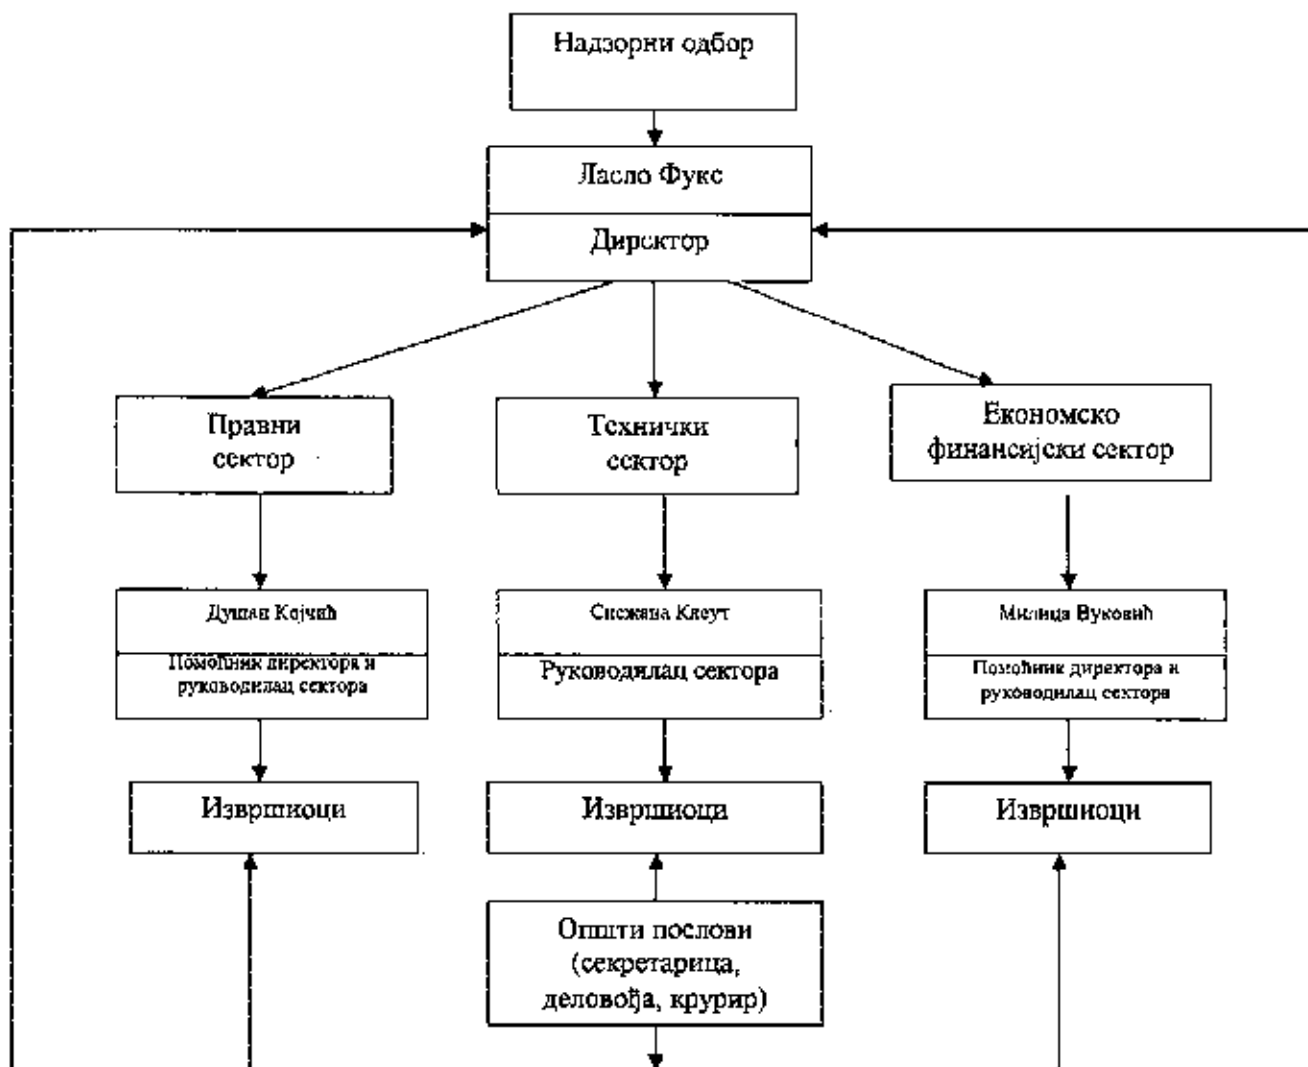 Надзорни одбор
Ласло Фукс
Директор
Правни
сектор
Технички
сектор
Економско
финансијски сектор
Душан Којчић
Помоћник директора и
руководилац сектора
Снежана Клеут
Руководилац сектора
Милица Вуковић
Помоћник директора и
руководилац сектора
Извршиоци
Извршиоци
Извршиоци
Општи послови
(секретарица,
деловођа, крурир)